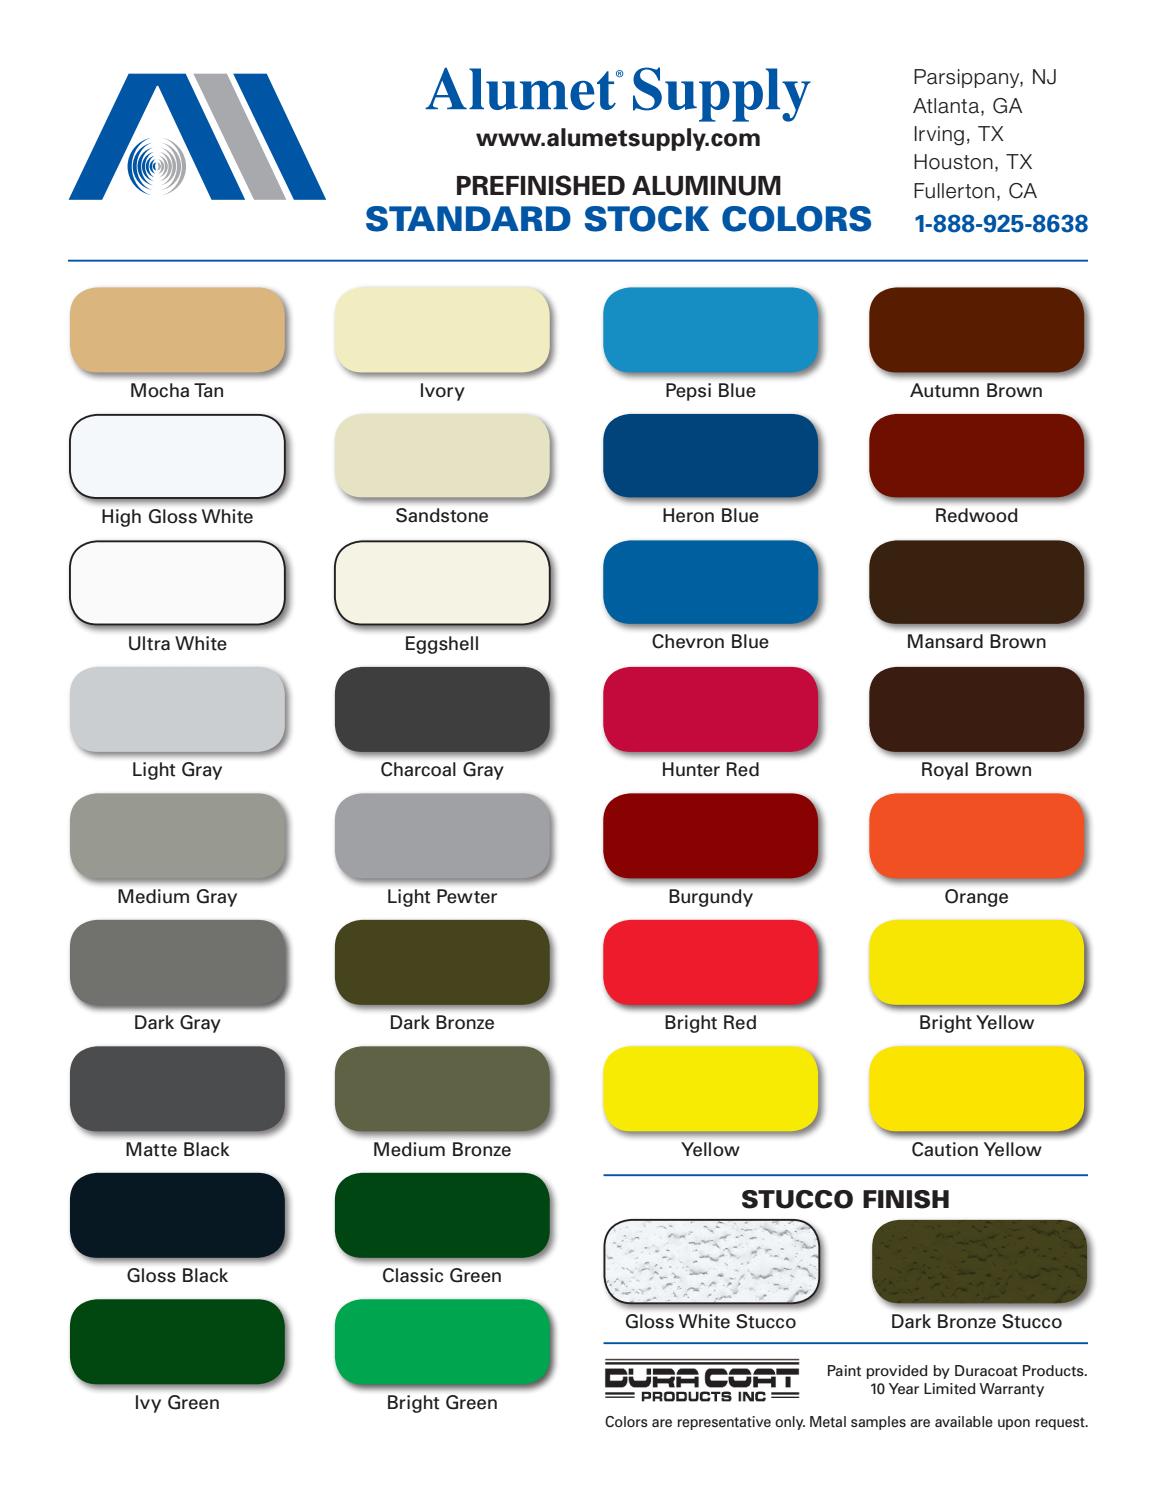 Alumet® Supply
www.alumetsupply.com
PREFINISHED ALUMINUM
STANDARD STOCK COLORS
Parsippany, NJ
Atlanta, GA
Irving, TX
Houston, TX
Fullerton, CA
1-888-925-8638
Mocha Tan
Ivory
Pepsi Blue
Autumn Brown
High Gloss White
Sandstone
Heron Blue
Redwood
Ultra White
Eggshell
Chevron Blue
Mansard Brown
Light Gray
Charcoal Gray
Hunter Red
Royal Brown
Medium Gray
Light Pewter
Burgundy
Orange
Dark Gray
Dark Bronze
Bright Red
Bright Yellow
Matte Black
Medium Bronze
Yellow
Caution Yellow
Gloss Black
Classic Green
Ivy Green
Bright Green
STUCCO FINISH
Gloss White Stucco
Dark Bronze Stucco
DURA COAT
PRODUCTS INC
Paint provided by Duracoat Products.
10 Year Limited Warranty
Colors are representative only. Metal samples are available upon request.